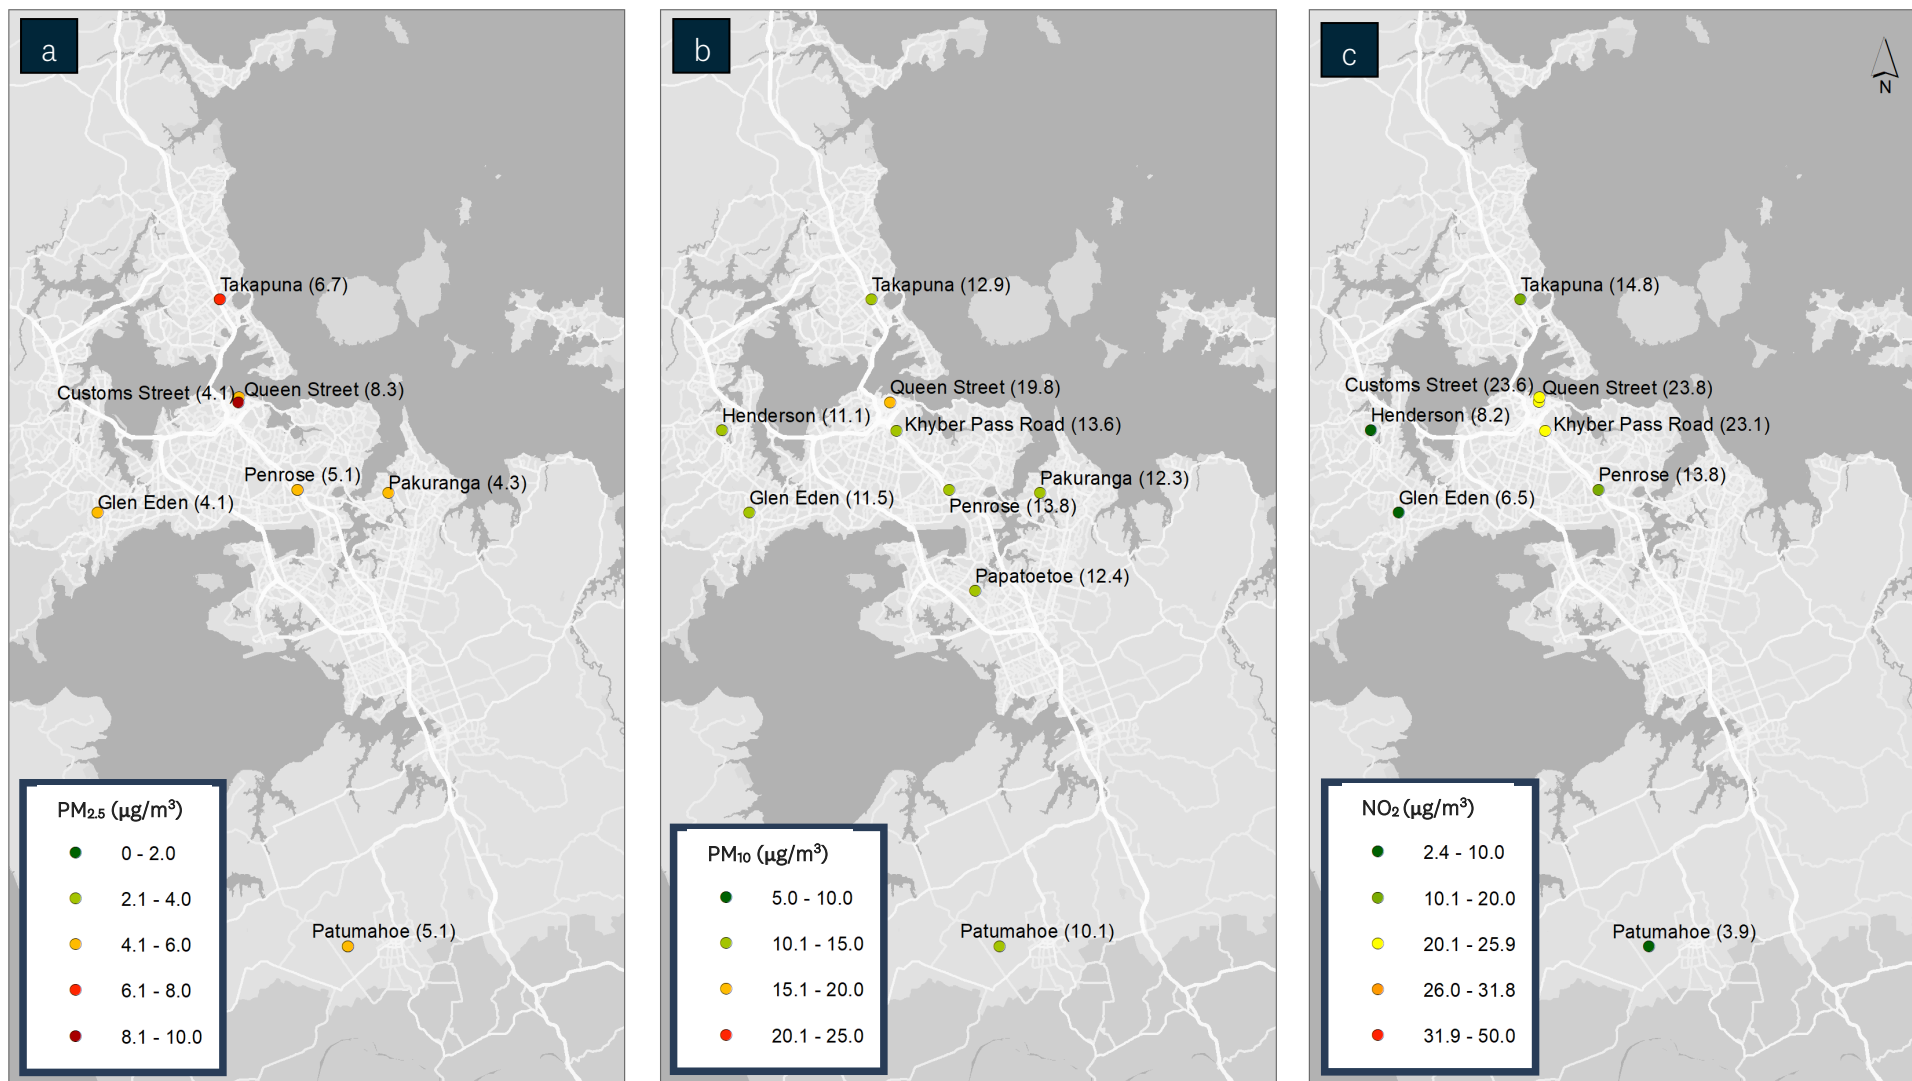 a
Takapuna (6.7)
Customs Street (4.1)
Queen Street (8.3)
Penrose (5.1)
Pakuranga (4.3)
Glen Eden (4.1)
Patumahoe (5.1)
PM₂.₅ (µg/m³)
0 - 2.0
2.1 - 4.0
4.1 - 6.0
6.1 - 8.0
8.1 - 10.0
b
Takapuna (12.9)
Queen Street (19.8)
Henderson (11.1)
Khyber Pass Road (13.6)
Pakuranga (12.3)
Glen Eden (11.5)
Penrose (13.8)
Papatoetoe (12.4)
Patumahoe (10.1)
PM₁₀ (µg/m³)
5.0 - 10.0
10.1 - 15.0
15.1 - 20.0
20.1 - 25.0
c
N
Takapuna (14.8)
Customs Street (23.6)
Queen Street (23.8)
Henderson (8.2)
Khyber Pass Road (23.1)
Penrose (13.8)
Glen Eden (6.5)
Patumahoe (3.9)
NO₂ (µg/m³)
2.4 - 10.0
10.1 - 20.0
20.1 - 25.9
26.0 - 31.8
31.9 - 50.0